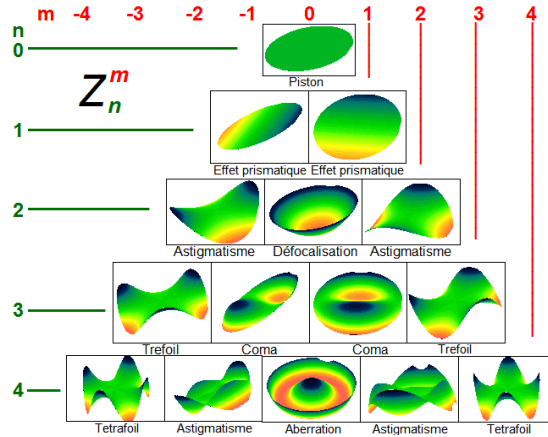 m -4 -3 -2 -1 0 1 2 3 4
n
0
Piston
Z m n
1
Effet prismatique Effet prismatique
2
Astigmatisme Défocalisation Astigmatisme
3
Trefoil Coma Coma Trefoil
4
Tetrafoil Astigmatisme Aberration Astigmatisme Tetrafoil